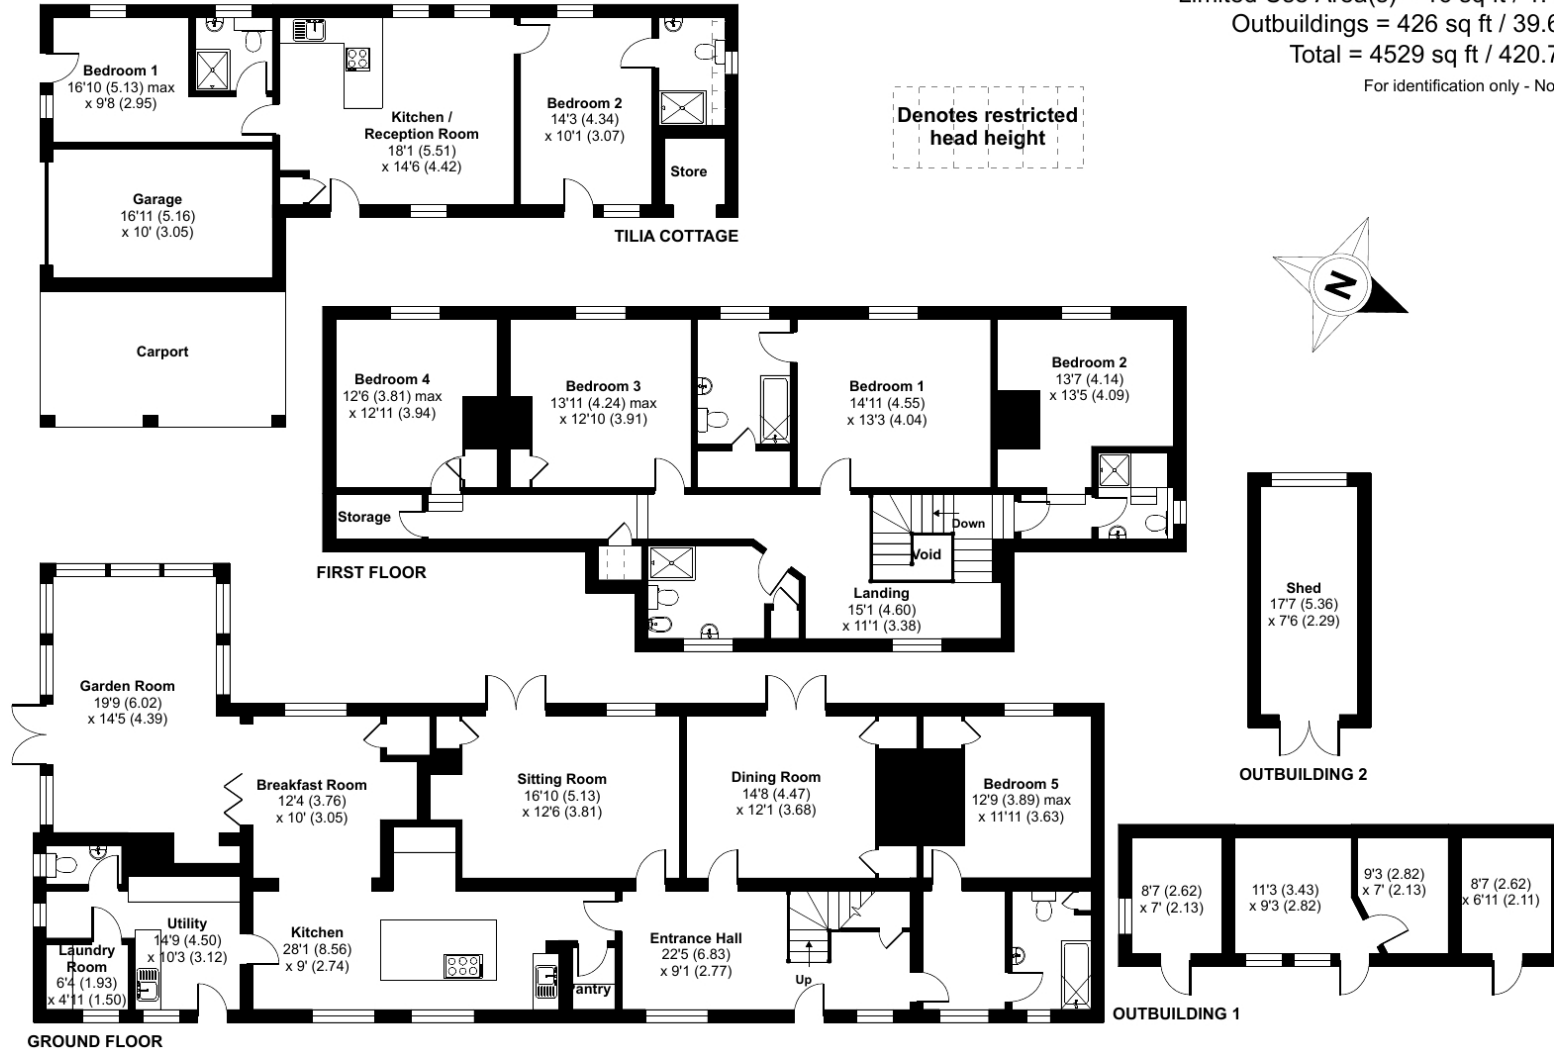 Outbuildings = 426 sq ft / 39.6
Total = 4529 sq ft / 420.7
For identification only - No
Denotes restricted
head height
Bedroom 1
16'10 (5.13) max
x 9'8 (2.95)
Kitchen /
Reception Room
18'1 (5.51)
x 14'6 (4.42)
Bedroom 2
14'3 (4.34)
x 10'1 (3.07)
Store
Garage
16'11 (5.16)
x 10' (3.05)
TILIA COTTAGE
Carport
N
Bedroom 4
12'6 (3.81) max
x 12'11 (3.94)
Bedroom 3
13'11 (4.24) max
x 12'10 (3.91)
Bedroom 1
14'11 (4.55)
x 13'3 (4.04)
Bedroom 2
13'7 (4.14)
x 13'5 (4.09)
Storage
Down
Void
Landing
15'1 (4.60)
x 11'1 (3.38)
FIRST FLOOR
Shed
17'7 (5.36)
x 7'6 (2.29)
OUTBUILDING 2
Garden Room
19'9 (6.02)
x 14'5 (4.39)
Breakfast Room
12'4 (3.76)
x 10' (3.05)
Sitting Room
16'10 (5.13)
x 12'6 (3.81)
Dining Room
14'8 (4.47)
x 12'1 (3.68)
Bedroom 5
12'9 (3.89) max
x 11'11 (3.63)
Utility
14'9 (4.50)
x 10'3 (3.12)
Laundry
Room
6'4 (1.93)
x 4'11 (1.50)
Kitchen
28'1 (8.56)
x 9' (2.74)
Pantry
Entrance Hall
22'5 (6.83)
x 9'1 (2.77)
Up
GROUND FLOOR
8'7 (2.62)
x 7' (2.13)
11'3 (3.43)
x 9'3 (2.82)
9'3 (2.82)
x 7' (2.13)
8'7 (2.62)
x 6'11 (2.11)
OUTBUILDING 1